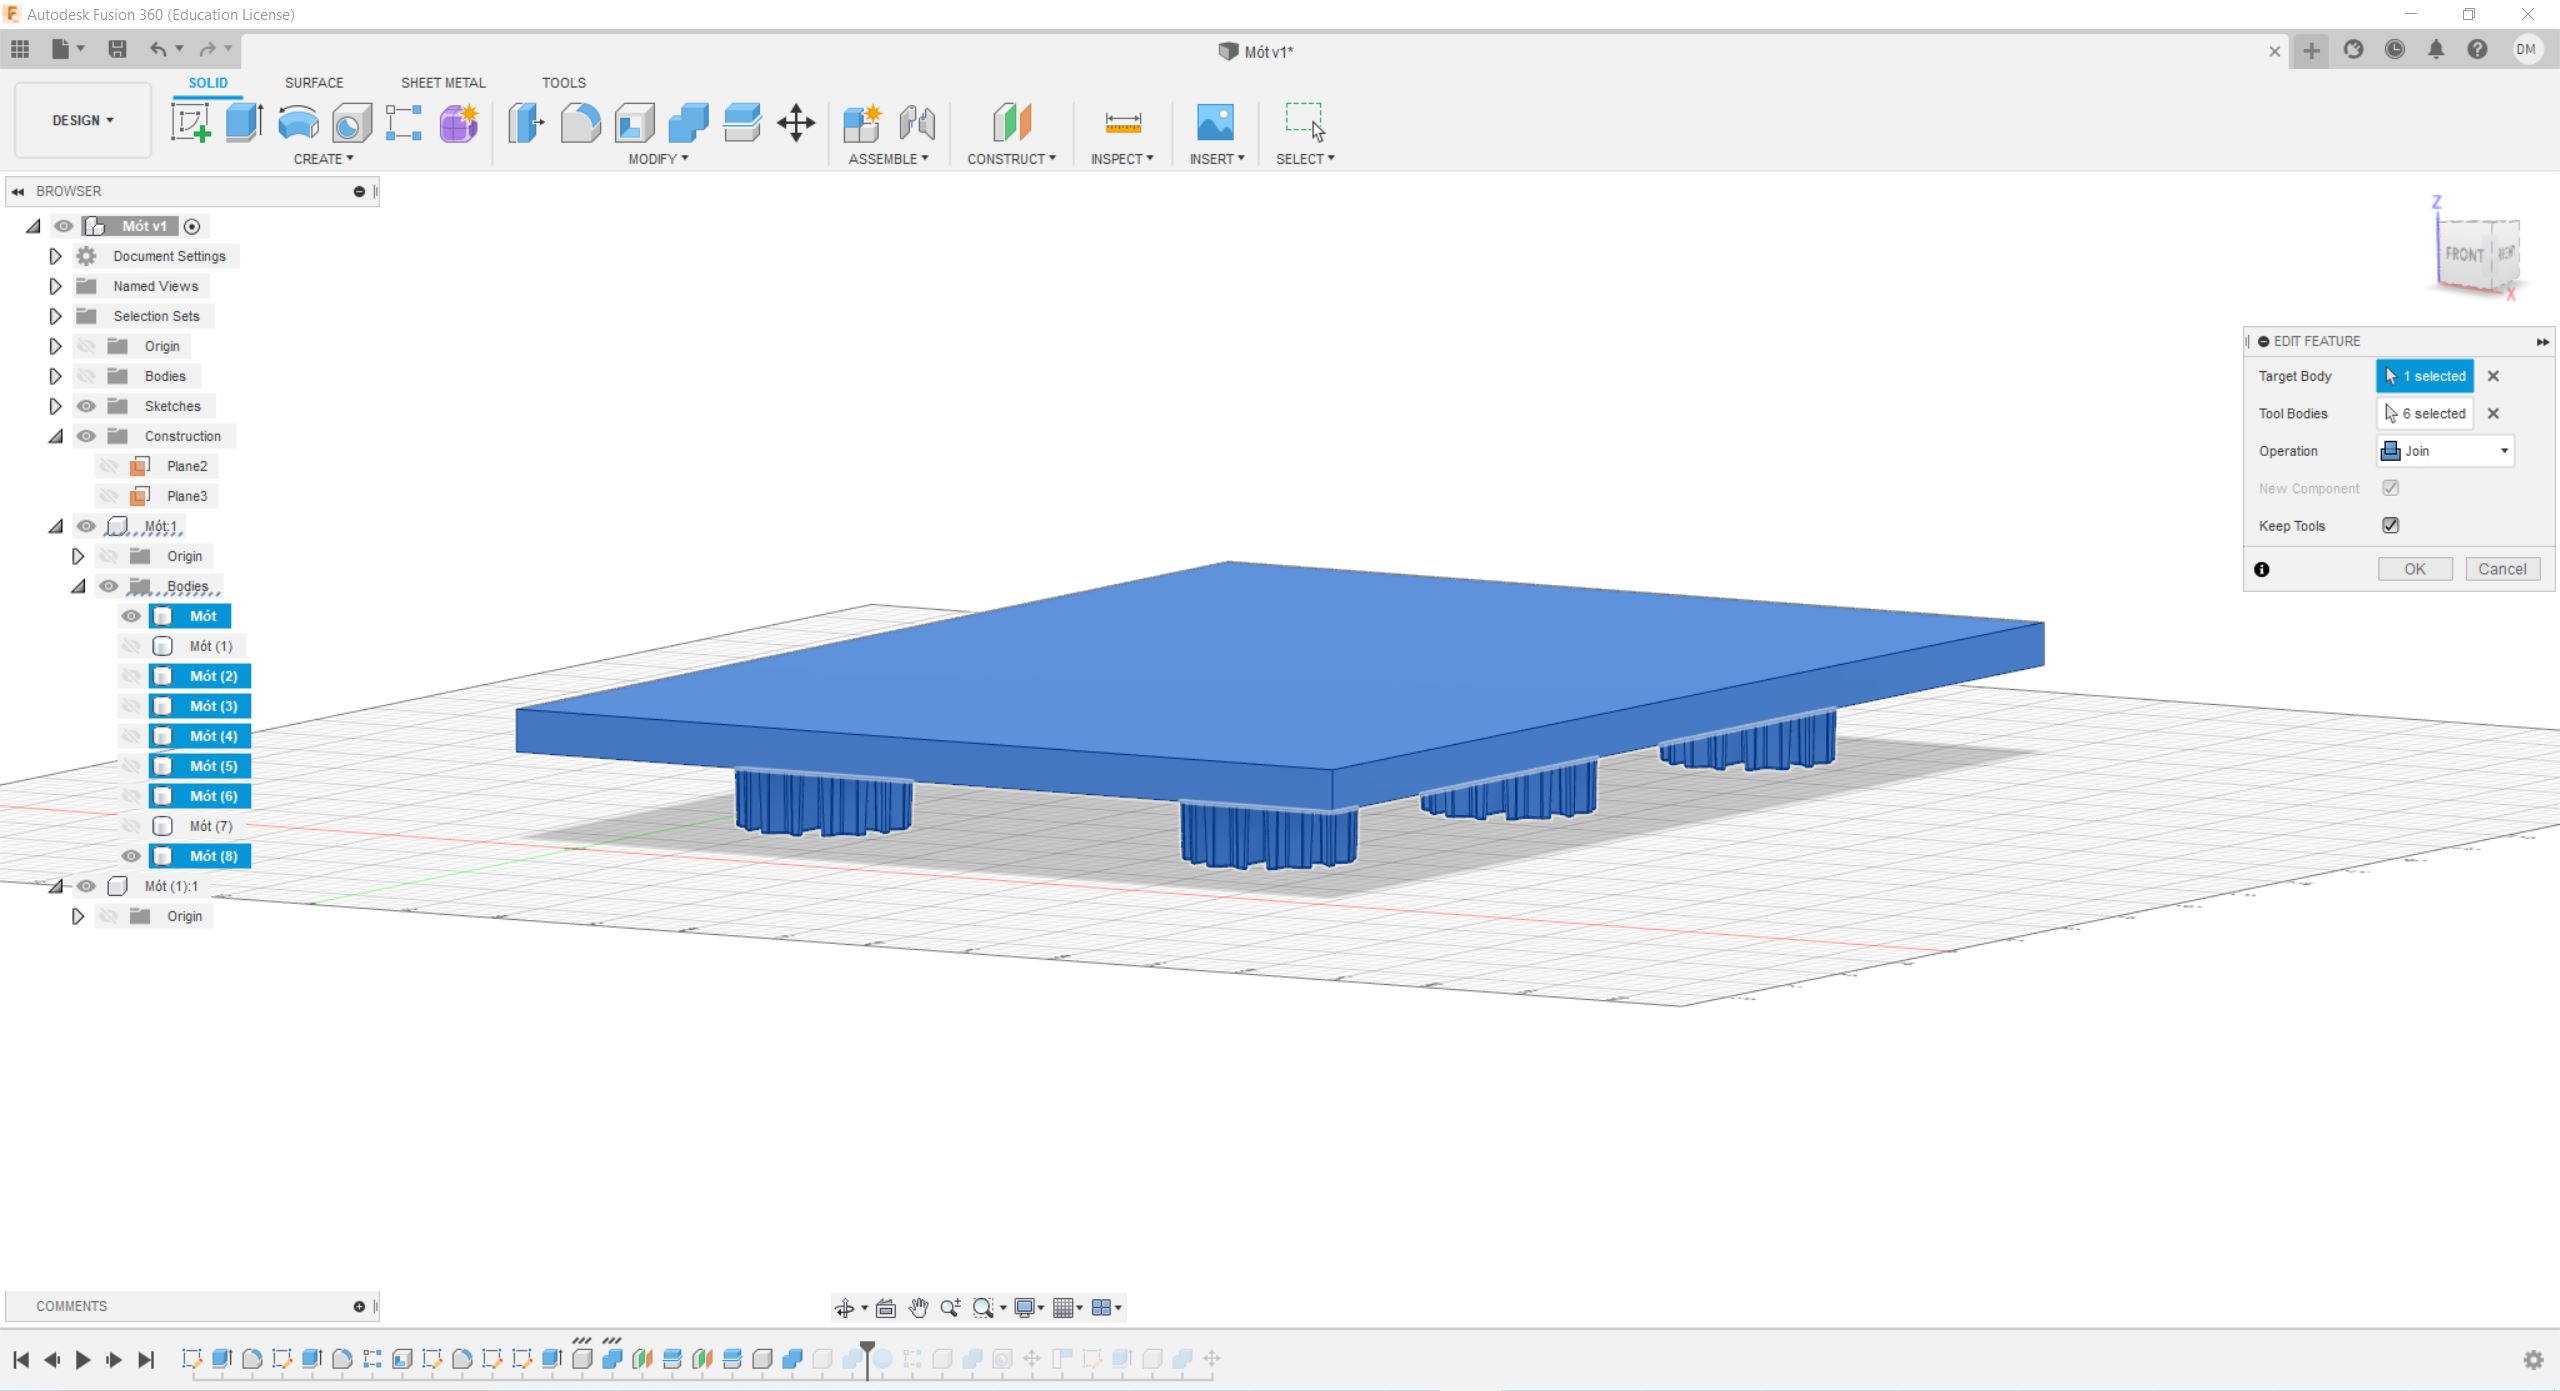 Autodesk Fusion 360 (Education License)
Mót v1*
DM
DESIGN
SOLID
SURFACE
SHEET METAL
TOOLS
CREATE
MODIFY
ASSEMBLE
CONSTRUCT
INSPECT
INSERT
SELECT
BROWSER
Mót v1
Document Settings
Named Views
Selection Sets
Origin
Bodies
Sketches
Construction
Plane2
Plane3
Mót:1
Origin
Bodies
Mót
Mót (1)
Mót (2)
Mót (3)
Mót (4)
Mót (5)
Mót (6)
Mót (7)
Mót (8)
Mót (1):1
Origin
Z
FRONT
RIGHT
X
EDIT FEATURE
Target Body
1 selected
Tool Bodies
6 selected
Operation
Join
New Component
Keep Tools
OK
Cancel
COMMENTS